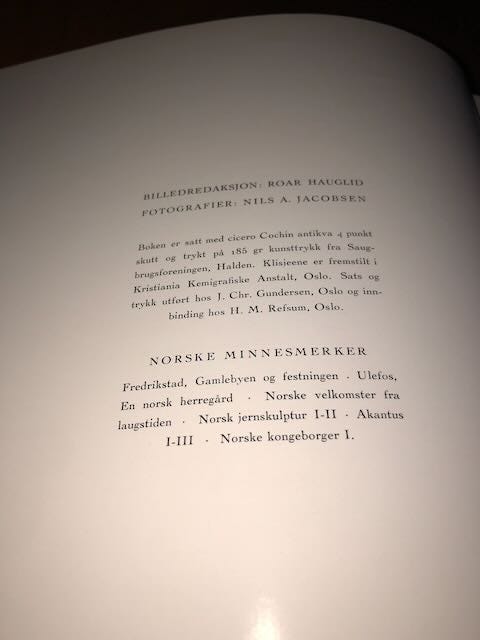 BILLEDREDAKSJON: ROAR HAUGLID
FOTOGRAFIER: NILS A. JACOBSEN
Boken er satt med cicero Cochin antikva 4 punkt
skutt og trykt på 185 gr kunsttrykk fra Saug-
brugsforeningen, Halden. Klisjeene er fremstilt i
Kristiania Kemigrafiske Anstalt, Oslo. Sats og
trykk utført hos J. Chr. Gundersen, Oslo og inn-
binding hos H. M. Refsum, Oslo.
NORSKE MINNESMERKER
Fredrikstad, Gamlebyen og festningen · Ulefos,
En norsk herregård · Norske velkomster fra
laugstiden · Norsk jernskulptur I-II · Akantus
I-III · Norske kongeborger I.